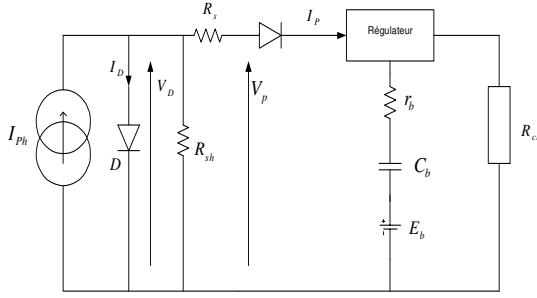 R_s
I_P
Régulateur
I_D
V_D
V_p
I_Ph
D
R_sh
r_b
C_b
E_b